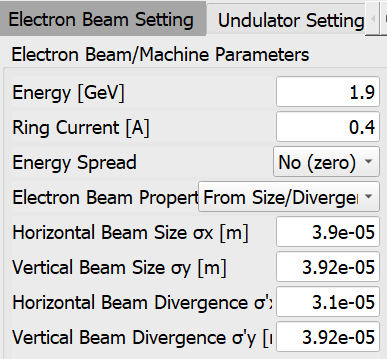 Electron Beam Setting Undulator Setting
Electron Beam/Machine Parameters
Energy [GeV] 1.9
Ring Current [A] 0.4
Energy Spread No (zero)
Electron Beam Propert From Size/Diverger
Horizontal Beam Size σx [m] 3.9e-05
Vertical Beam Size σy [m] 3.92e-05
Horizontal Beam Divergence σ'x 3.1e-05
Vertical Beam Divergence σ'y [ 3.92e-05